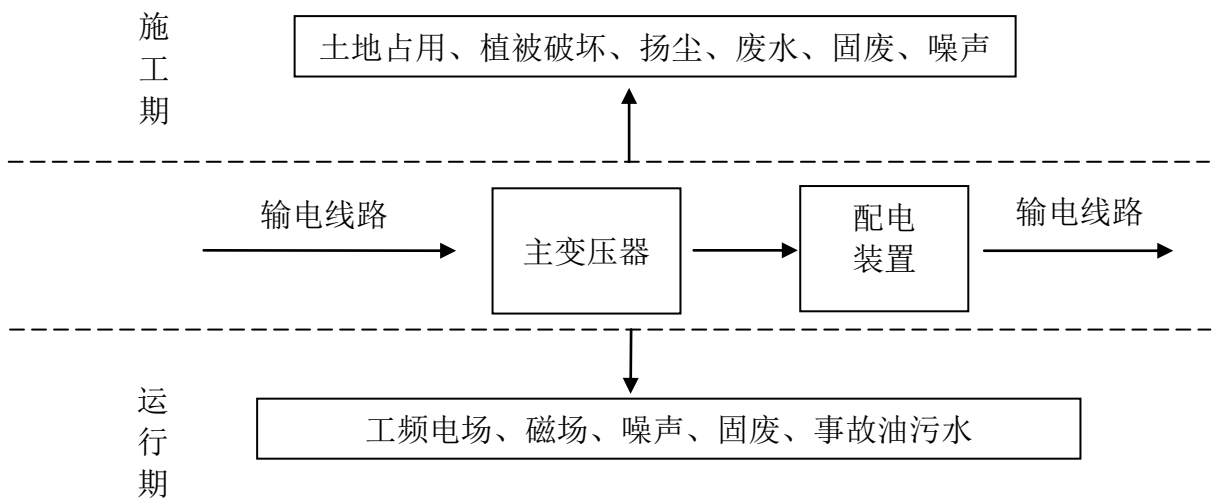 施工期
土地占用、植被破坏、扬尘、废水、固废、噪声
输电线路
主变压器
配电
装置
输电线路
运行期
工频电场、磁场、噪声、固废、事故油污水